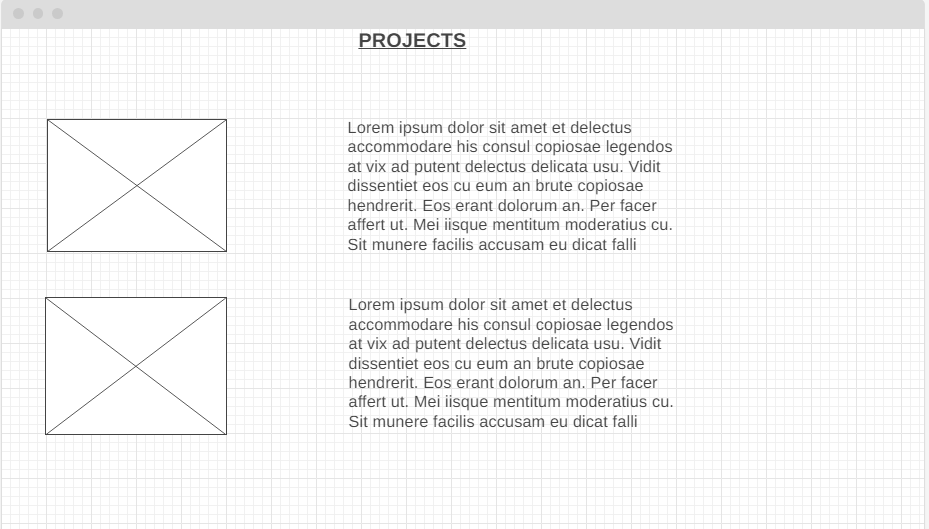 PROJECTS
Lorem ipsum dolor sit amet et delectus
accommodare his consul copiosae legendos
at vix ad putent delectus delicata usu. Vidit
dissentiet eos cu eum an brute copiosae
hendrerit. Eos erant dolorum an. Per facer
affert ut. Mei iisque mentitum moderatius cu.
Sit munere facilis accusam eu dicat falli
Lorem ipsum dolor sit amet et delectus
accommodare his consul copiosae legendos
at vix ad putent delectus delicata usu. Vidit
dissentiet eos cu eum an brute copiosae
hendrerit. Eos erant dolorum an. Per facer
affert ut. Mei iisque mentitum moderatius cu.
Sit munere facilis accusam eu dicat falli